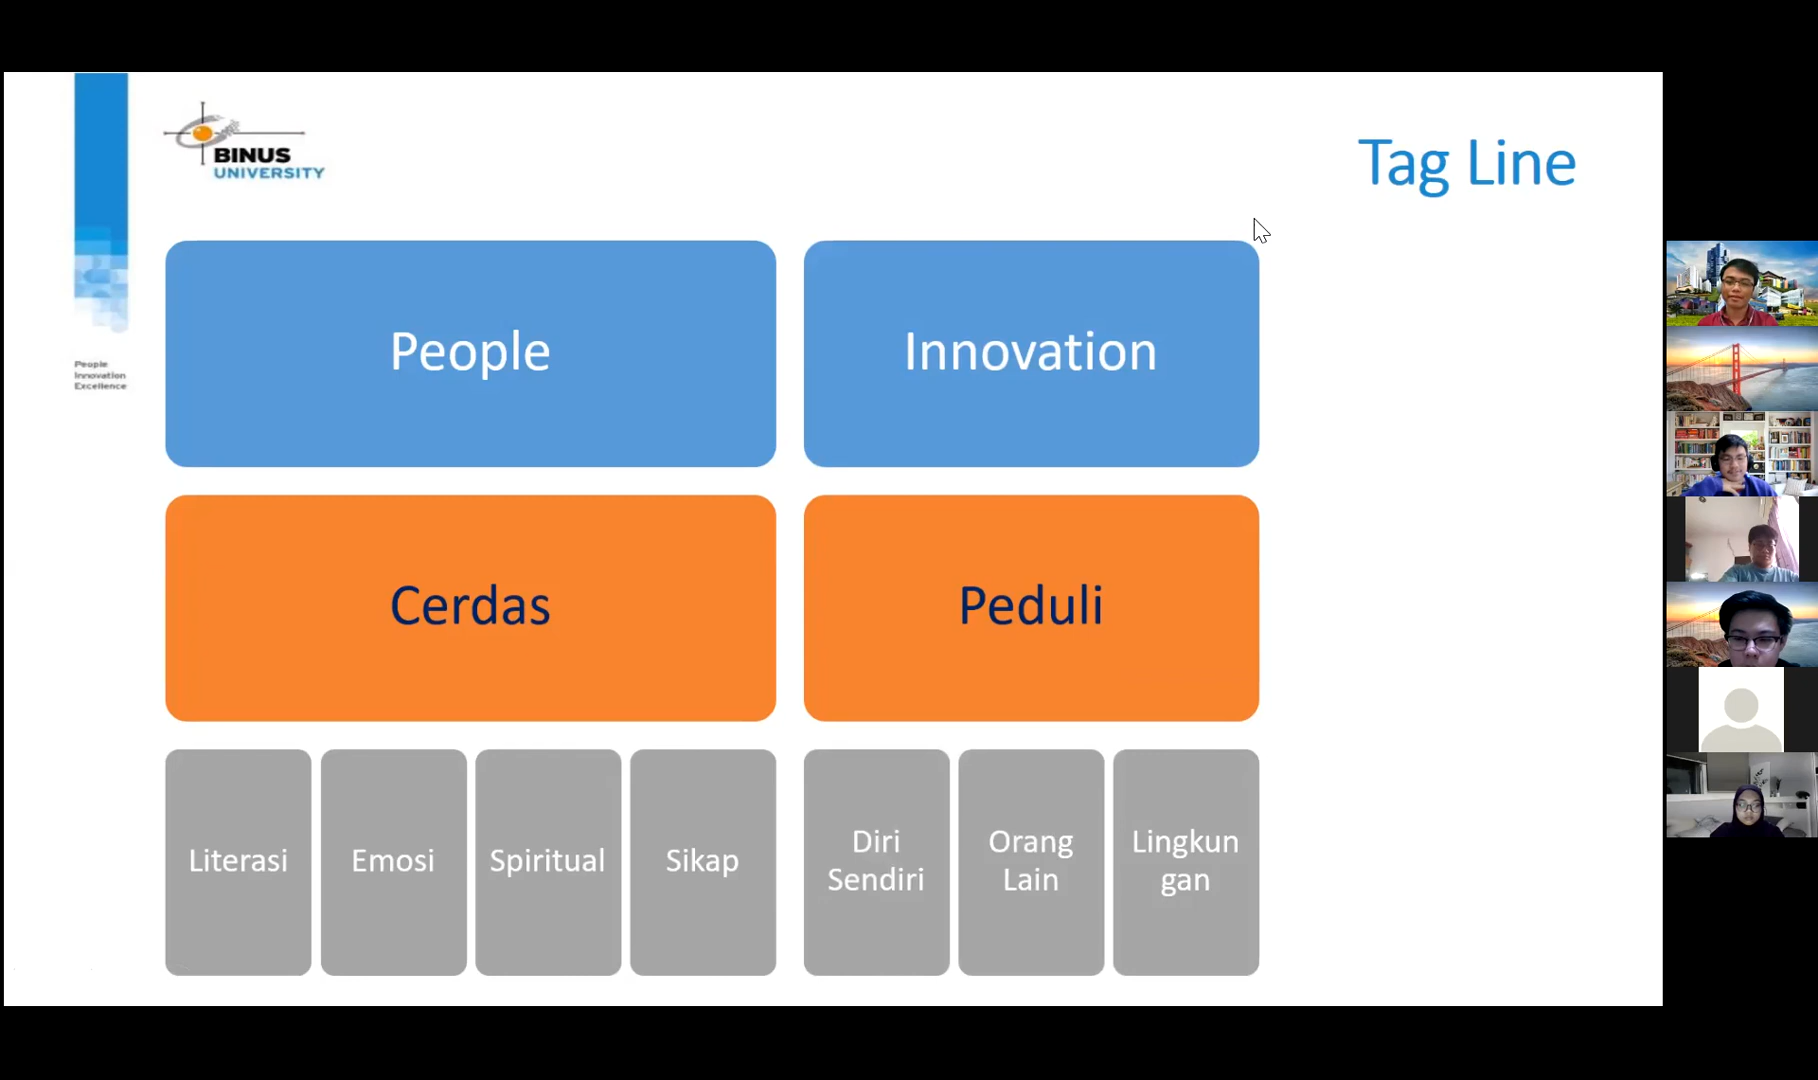 BINUS
UNIVERSITY
Tag Line
People
Innovation
Excellence
People
Innovation
Cerdas
Peduli
Literasi
Emosi
Spiritual
Sikap
Diri
Sendiri
Orang
Lain
Lingkun
gan